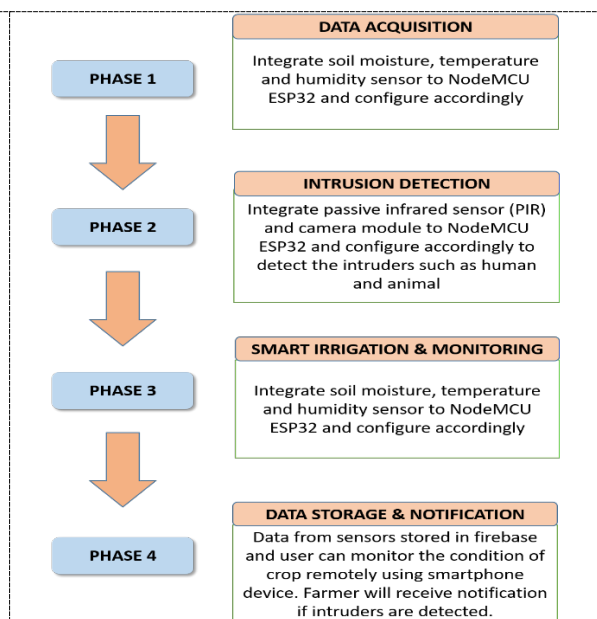 DATA ACQUISITION
PHASE 1
Integrate soil moisture, temperature
and humidity sensor to NodeMCU
ESP32 and configure accordingly
INTRUSION DETECTION
PHASE 2
Integrate passive infrared sensor (PIR)
and camera module to NodeMCU
ESP32 and configure accordingly to
detect the intruders such as human
and animal
SMART IRRIGATION & MONITORING
PHASE 3
Integrate soil moisture, temperature
and humidity sensor to NodeMCU
ESP32 and configure accordingly
DATA STORAGE & NOTIFICATION
PHASE 4
Data from sensors stored in firebase
and user can monitor the condition of
crop remotely using smartphone
device. Farmer will receive notification
if intruders are detected.